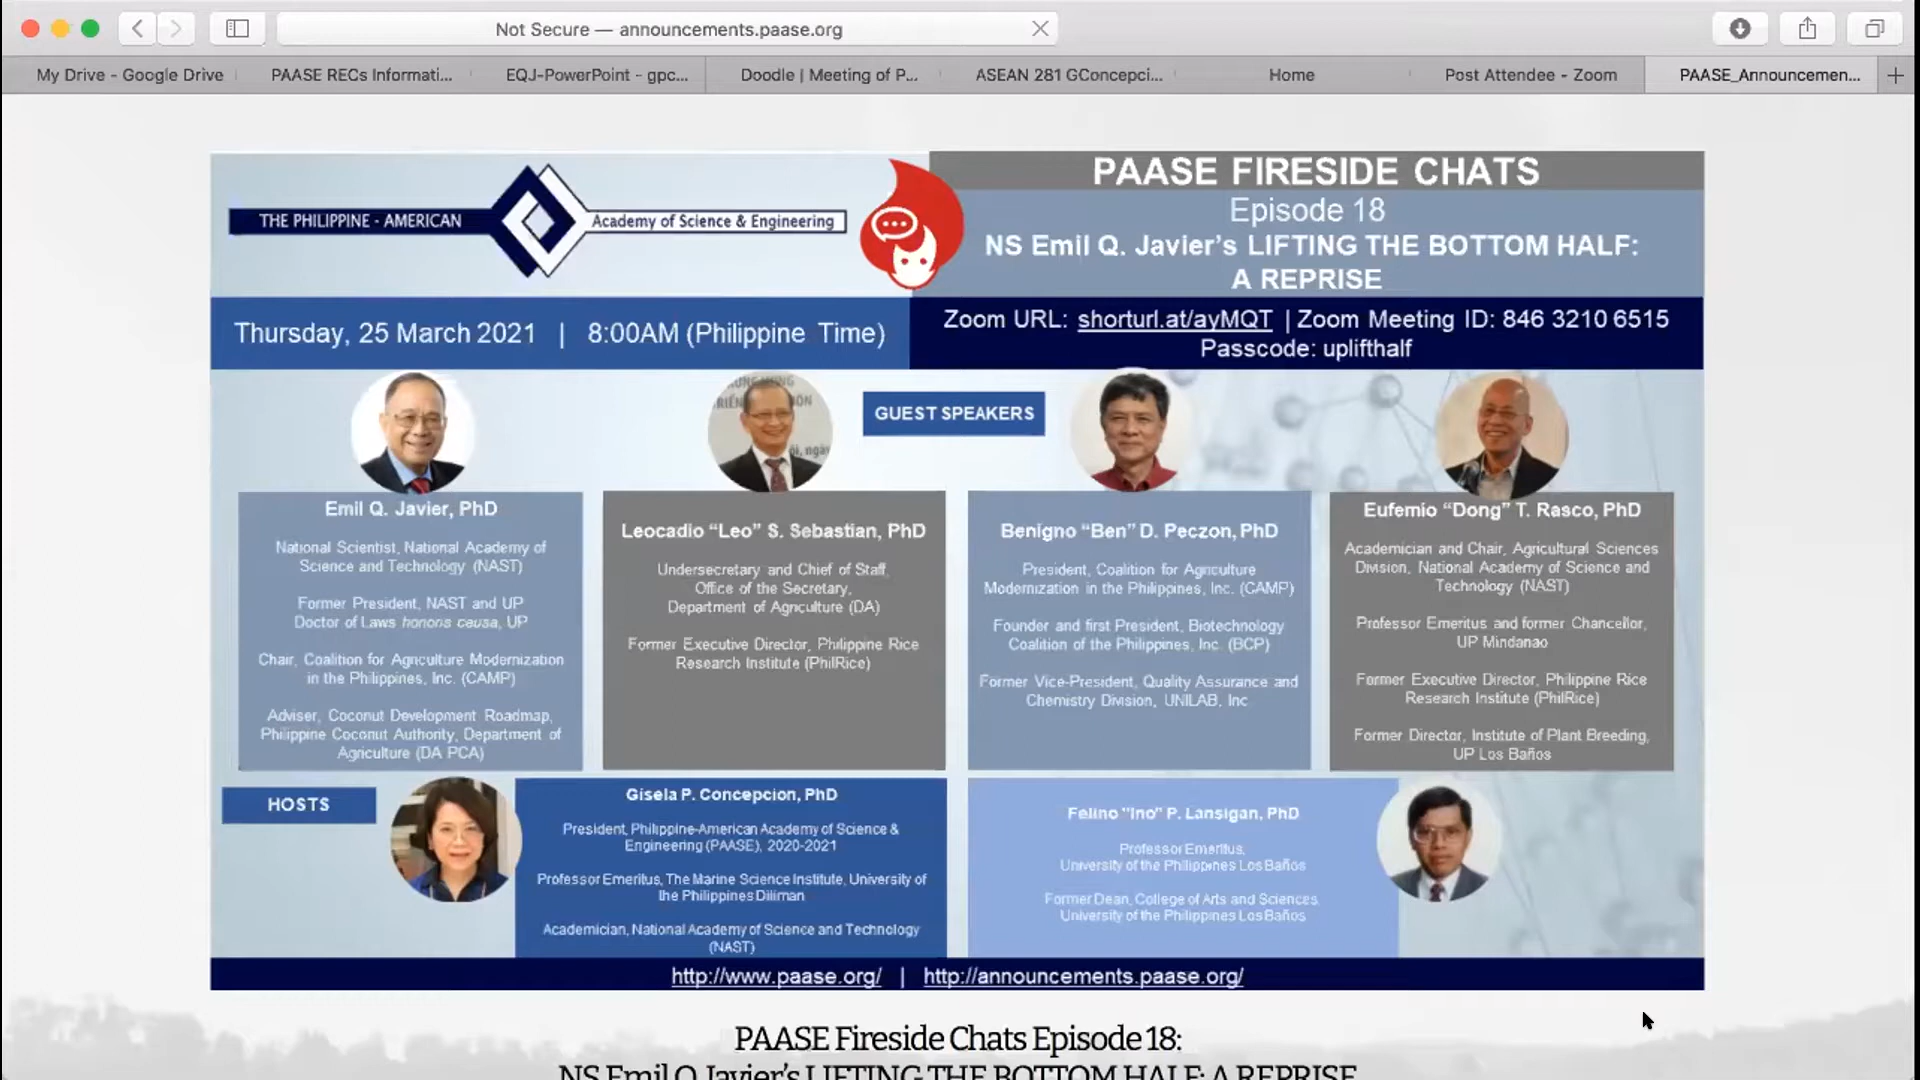 Not Secure — announcements.paase.org
My Drive - Google Drive
PAASE RECs Informati...
EQJ-PowerPoint - gpc...
Doodle | Meeting of P...
ASEAN 281 GConcepci...
Home
Post Attendee - Zoom
PAASE_Announcemen...
THE PHILIPPINE - AMERICAN Academy of Science & Engineering
PAASE FIRESIDE CHATS
Episode 18
NS Emil Q. Javier's LIFTING THE BOTTOM HALF:
A REPRISE
Thursday, 25 March 2021 | 8:00AM (Philippine Time)
Zoom URL: shorturl.at/ayMQT | Zoom Meeting ID: 846 3210 6515
Passcode: uplifthalf
GUEST SPEAKERS
Emil Q. Javier, PhD
National Scientist, National Academy of
Science and Technology (NAST)
Former President, NAST and UP
Doctor of Laws honoris causa, UP
Chair, Coalition for Agriculture Modernization
in the Philippines, Inc. (CAMP)
Adviser, Coconut Development Roadmap,
Philippine Coconut Authority, Department of
Agriculture (DA PCA)
Leocadio “Leo” S. Sebastian, PhD
Undersecretary and Chief of Staff,
Office of the Secretary,
Department of Agriculture (DA)
Former Executive Director, Philippine Rice
Research Institute (PhilRice)
Benigno “Ben” D. Peczon, PhD
President, Coalition for Agriculture
Modernization in the Philippines, Inc. (CAMP)
Founder and first President, Biotechnology
Coalition of the Philippines, Inc. (BCP)
Former Vice-President, Quality Assurance and
Chemistry Division, UNILAB, Inc.
Eufemio “Dong” T. Rasco, PhD
Academician and Chair, Agricultural Sciences
Division, National Academy of Science and
Technology (NAST)
Professor Emeritus and former Chancellor,
UP Mindanao
Former Executive Director, Philippine Rice
Research Institute (PhilRice)
Former Director, Institute of Plant Breeding,
UP Los Baños
HOSTS
Gisela P. Concepcion, PhD
President, Philippine-American Academy of Science &
Engineering (PAASE), 2020-2021
Professor Emeritus, The Marine Science Institute, University of
the Philippines Diliman
Academician, National Academy of Science and Technology
(NAST)
Felino “Ino” P. Lansigan, PhD
Professor Emeritus,
University of the Philippines Los Baños
Former Dean, College of Arts and Sciences,
University of the Philippines Los Baños
http://www.paase.org/ | http://announcements.paase.org/
PAASE Fireside Chats Episode 18:
NS Emil Q Javier's LIFTING THE BOTTOM HALF: A REPRISE